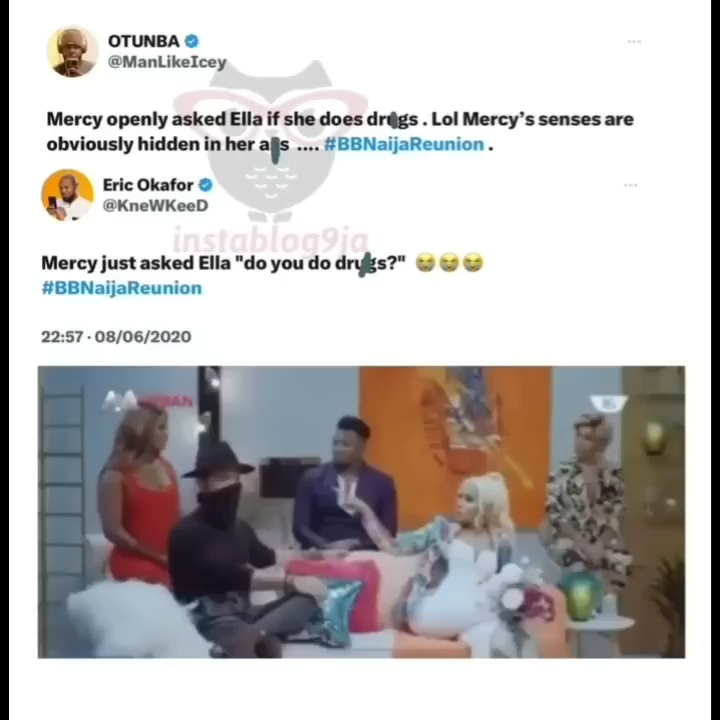 OTUNBA
@ManLikeIcey
Mercy openly asked Ella if she does drugs . Lol Mercy's senses are
obviously hidden in her a s .... #BBNaijaReunion .
Eric Okafor
@KneWKeeD
instablog9ja
Mercy just asked Ella "do you do drugs?" 😭😭😭
#BBNaijaReunion
22:57 · 08/06/2020
16